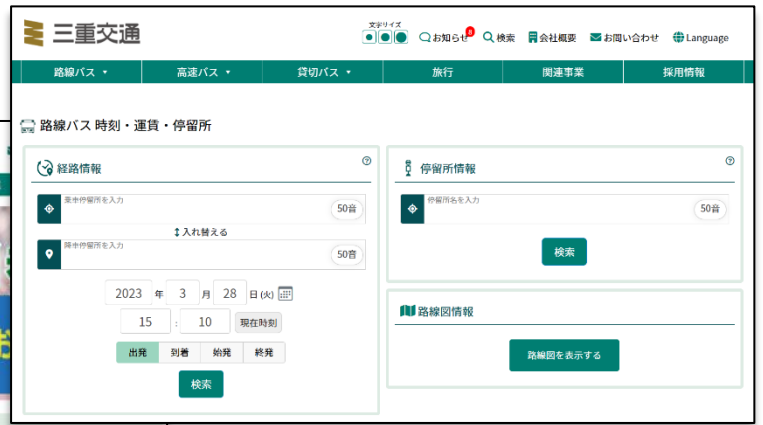 三重交通
文字サイズ
お知らせ 8 検索 会社概要 お問い合わせ Language
路線バス ▼ 高速バス ▼ 貸切バス ▼ 旅行 関連事業 採用情報
路線バス 時刻・運賃・停留所
経路情報
乗車停留所を入力
50音
入れ替える
降車停留所を入力
50音
2023 年 3 月 28 日(火)
15 : 10 現在時刻
出発 到着 始発 終発
検索
停留所情報
停留所名を入力
50音
検索
路線図情報
路線図を表示する